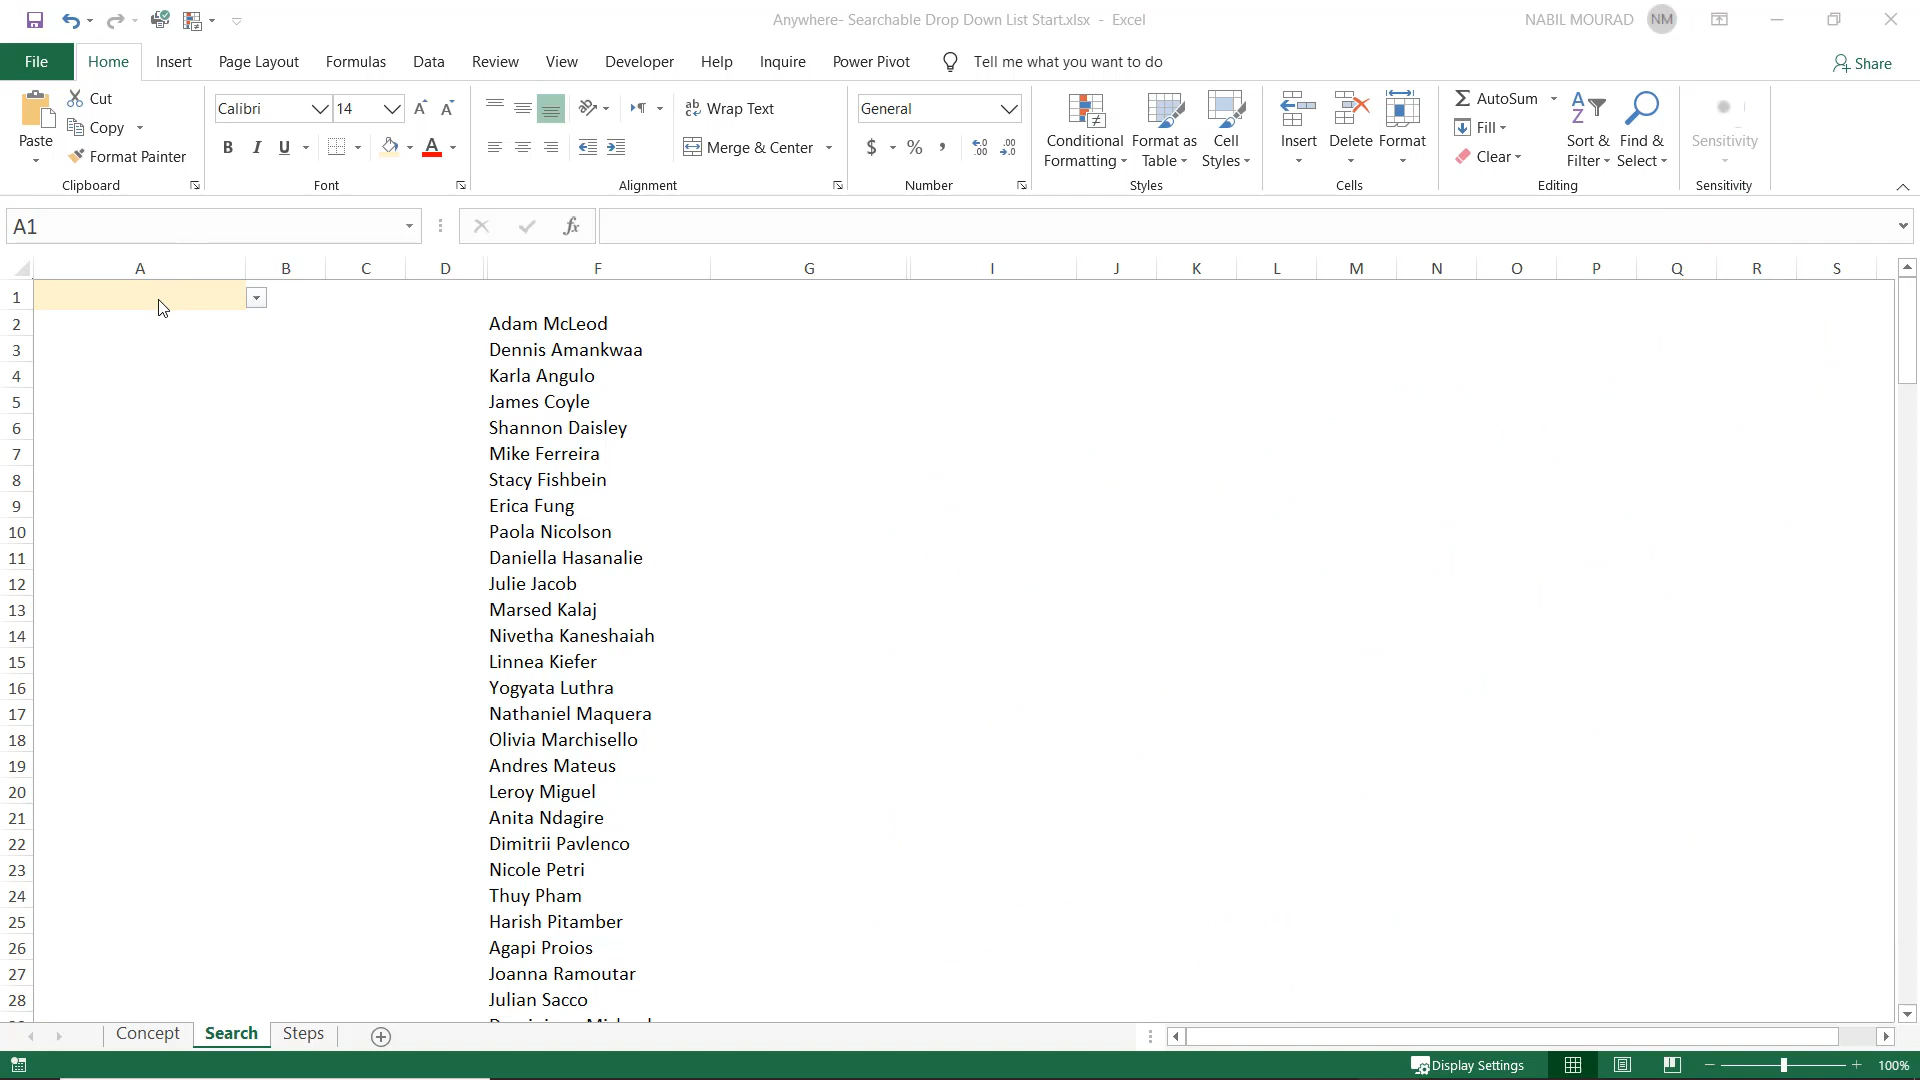 Anywhere- Searchable Drop Down List Start.xlsx - Excel
NABIL MOURAD NM
File Home Insert Page Layout Formulas Data Review View Developer Help Inquire Power Pivot Tell me what you want to do Share
Paste
Cut
Copy
Format Painter
Clipboard
Calibri 14
B I U A
Font
Wrap Text
Merge & Center
Alignment
General
$ % ,
Number
Conditional Formatting
Format as Table
Cell Styles
Styles
Insert Delete Format
Cells
AutoSum
Fill
Clear
Sort & Filter
Find & Select
Editing
Sensitivity
Sensitivity
A1 fx
A B C D F G I J K L M N O P Q R S
1
2 Adam McLeod
3 Dennis Amankwaa
4 Karla Angulo
5 James Coyle
6 Shannon Daisley
7 Mike Ferreira
8 Stacy Fishbein
9 Erica Fung
10 Paola Nicolson
11 Daniella Hasanalie
12 Julie Jacob
13 Marsed Kalaj
14 Nivetha Kaneshaiah
15 Linnea Kiefer
16 Yogyata Luthra
17 Nathaniel Maquera
18 Olivia Marchisello
19 Andres Mateus
20 Leroy Miguel
21 Anita Ndagire
22 Dimitrii Pavlenco
23 Nicole Petri
24 Thuy Pham
25 Harish Pitamber
26 Agapi Proios
27 Joanna Ramoutar
28 Julian Sacco
Concept Search Steps
Display Settings 100%